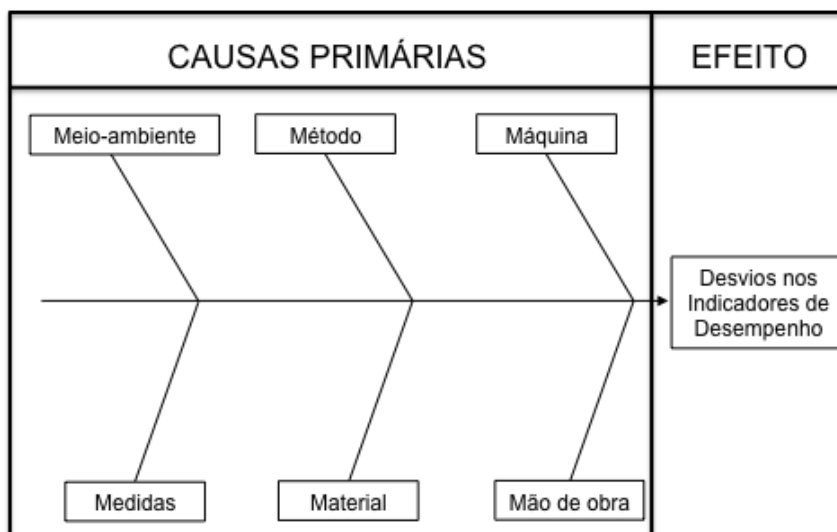 CAUSAS PRIMÁRIAS
EFEITO
Meio-ambiente
Método
Máquina
Desvios nos
Indicadores de
Desempenho
Medidas
Material
Mão de obra